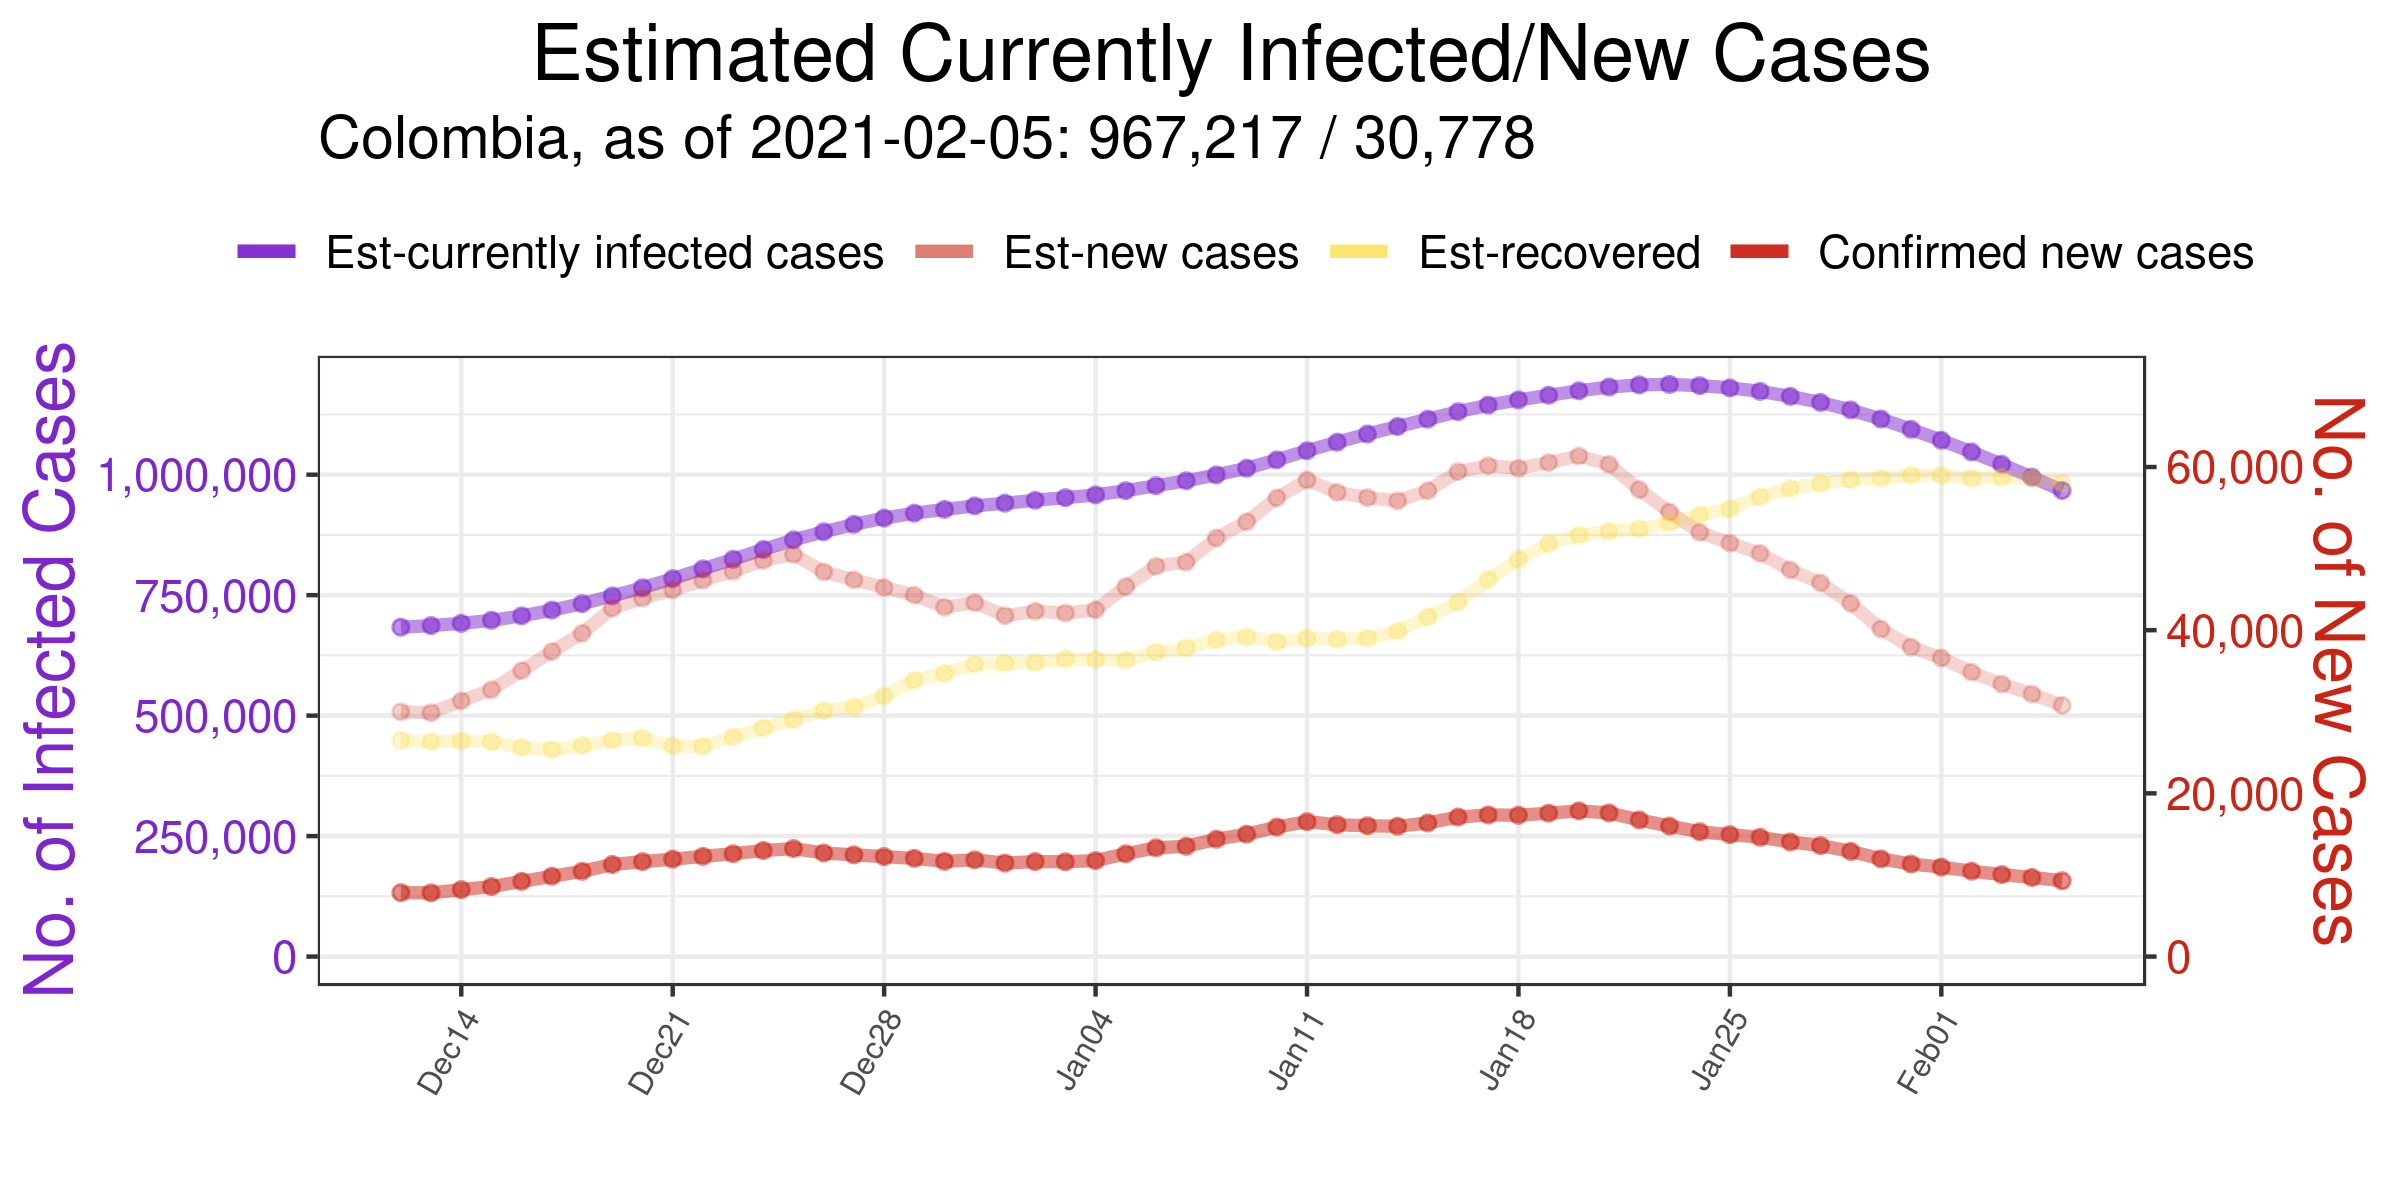 Estimated Currently Infected/New Cases
Colombia, as of 2021-02-05: 967,217 / 30,778
Est-currently infected cases Est-new cases Est-recovered Confirmed new cases
No. of Infected Cases
1,000,000
750,000
500,000
250,000
0
60,000
40,000
20,000
0
No. of New Cases
Dec14 Dec21 Dec28 Jan04 Jan11 Jan18 Jan25 Feb01